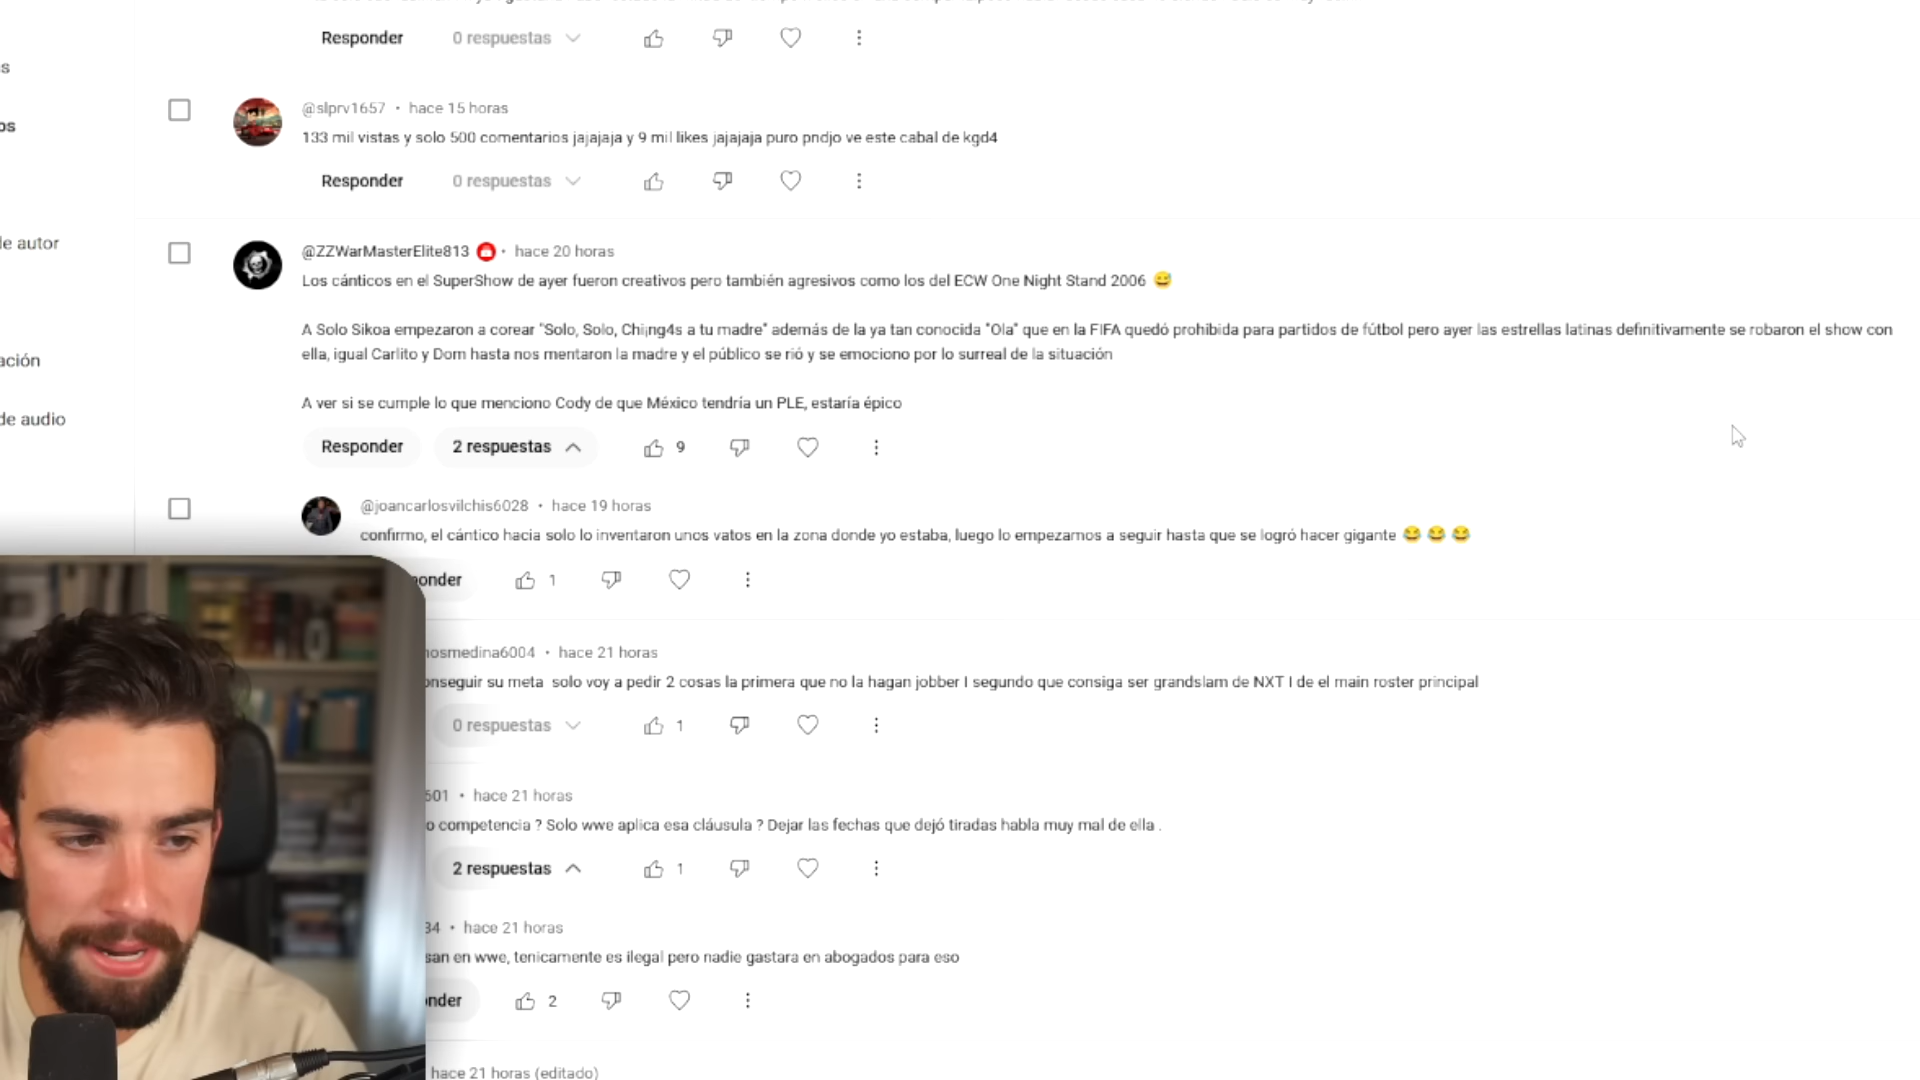 Responder 0 respuestas
s
@slprv1657 • hace 15 horas
os
133 mil vistas y solo 500 comentarios jajajaja y 9 mil likes jajajaja puro pndjo ve este cabal de kgd4
Responder 0 respuestas
de autor
@ZZWarMasterElite813 • hace 20 horas
Los cánticos en el SuperShow de ayer fueron creativos pero también agresivos como los del ECW One Night Stand 2006 😅
A Solo Sikoa empezaron a corear "Solo, Solo, Chi¡ng4s a tu madre" además de la ya tan conocida "Ola" que en la FIFA quedó prohibida para partidos de fútbol pero ayer las estrellas latinas definitivamente se robaron el show con
ella, igual Carlito y Dom hasta nos mentaron la madre y el público se rió y se emociono por lo surreal de la situación
ación
A ver si se cumple lo que menciono Cody de que México tendría un PLE, estaría épico
de audio
Responder 2 respuestas 9
@joancarlosvilchis6028 • hace 19 horas
confirmo, el cántico hacia solo lo inventaron unos vatos en la zona donde yo estaba, luego lo empezamos a seguir hasta que se logró hacer gigante 😂 😂 😂
ponder 1
nosmedina6004 • hace 21 horas
onseguir su meta solo voy a pedir 2 cosas la primera que no la hagan jobber I segundo que consiga ser grandslam de NXT I de el main roster principal
0 respuestas 1
601 • hace 21 horas
o competencia ? Solo wwe aplica esa cláusula ? Dejar las fechas que dejó tiradas habla muy mal de ella .
2 respuestas 1
34 • hace 21 horas
san en wwe, tenicamente es ilegal pero nadie gastara en abogados para eso
onder 2
hace 21 horas (editado)